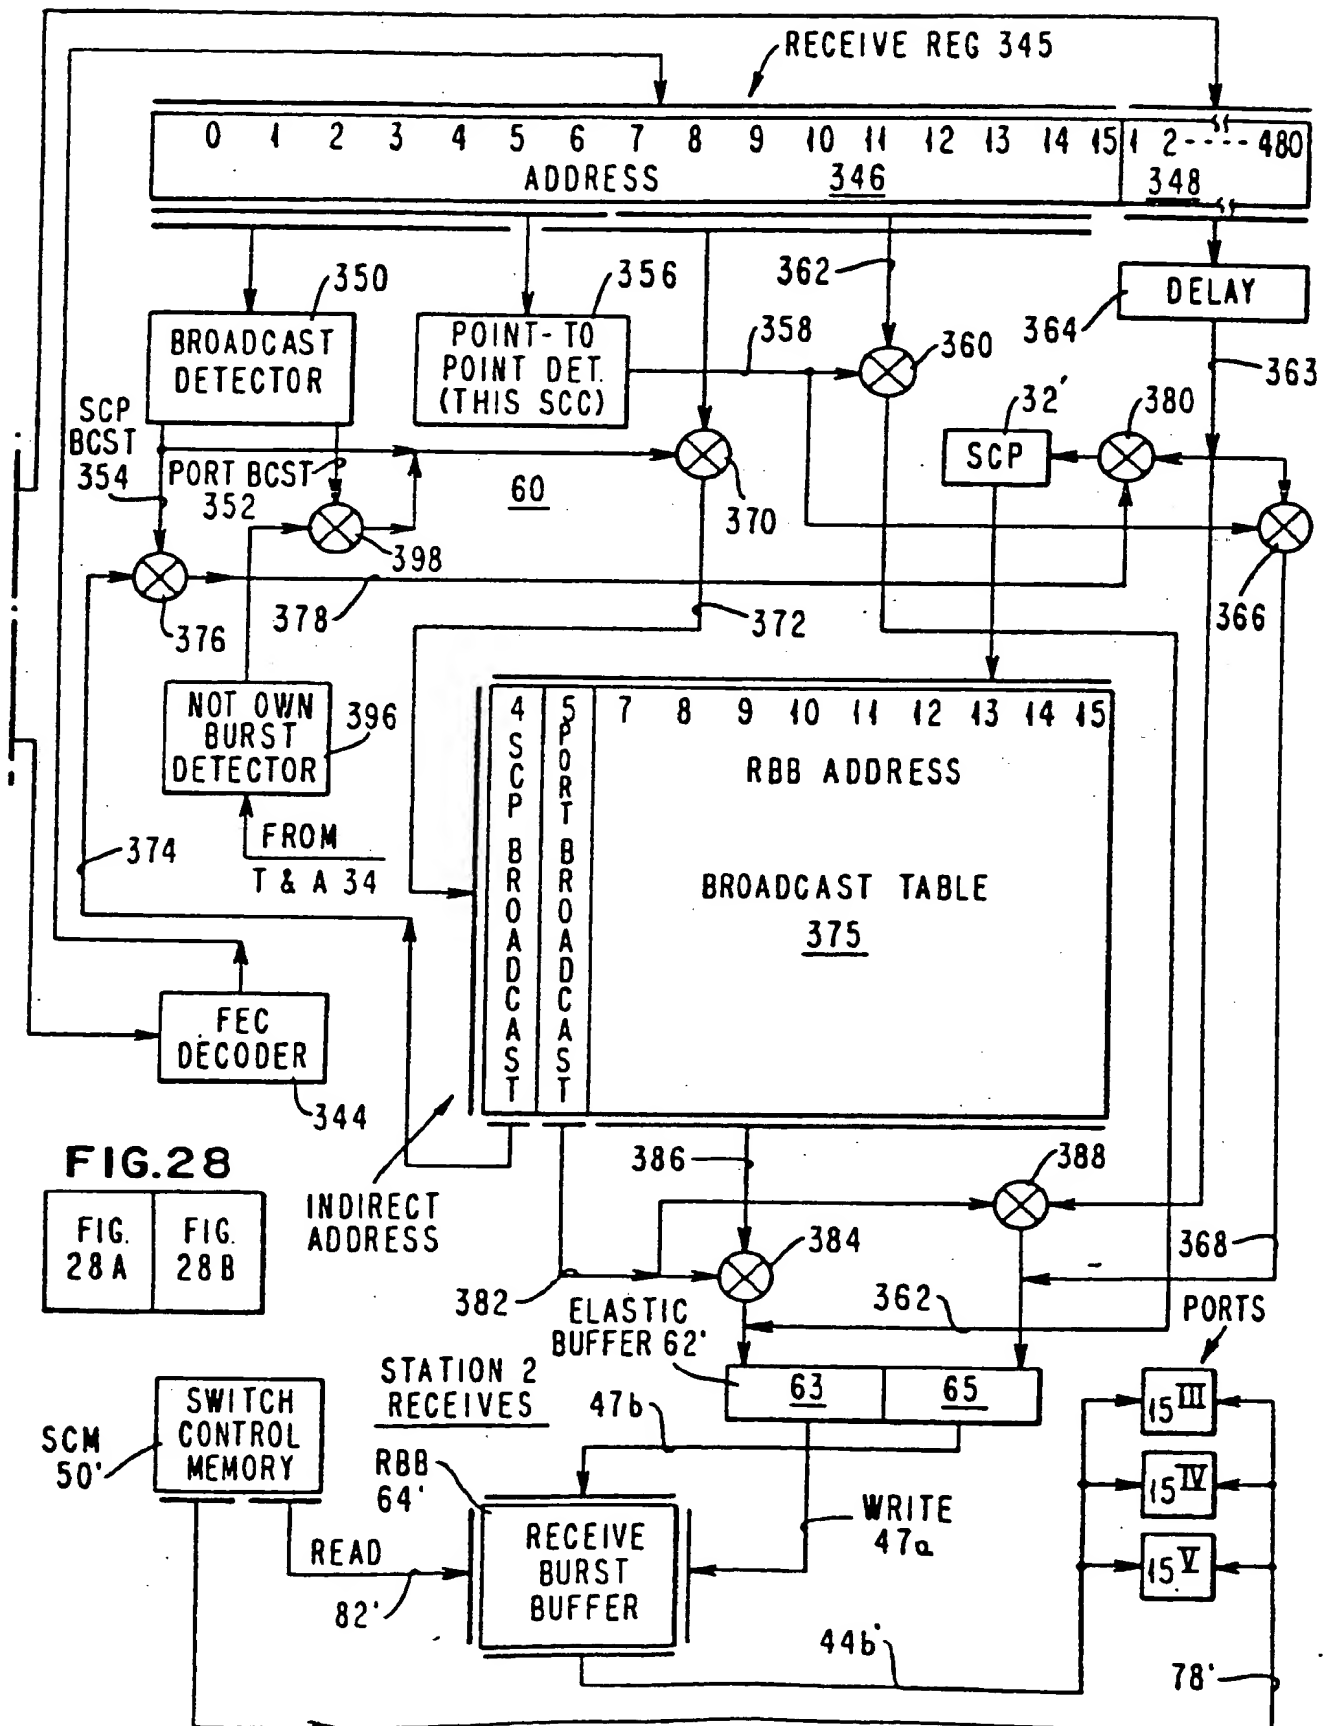 RECEIVE REG 345
0 1 2 3 4 5 6 7 8 9 10 11 12 13 14 15 1 2 ---- 480
ADDRESS 346 348
350
356
362
364
DELAY
BROADCAST
DETECTOR
POINT-TO
POINT DET.
(THIS SCC)
358
360
363
SCP
BCST
354
PORT BCST
352
60
370
32'
SCP
380
398
376
378
372
366
NOT OWN
BURST
DETECTOR
396
FROM
T & A 34
374
4 SCP BROADCAST
5 PORT BROADCAST
7 8 9 10 11 12 13 14 15
RBB ADDRESS
BROADCAST TABLE
375
FEC
DECODER
344
FIG.28
FIG.
28A
FIG.
28B
INDIRECT
ADDRESS
386
388
384
382
368
362
ELASTIC
BUFFER 62'
PORTS
STATION 2
RECEIVES
63
65
15 III
15 IV
15 V
47b
SWITCH
CONTROL
MEMORY
SCM
50'
RBB
64'
RECEIVE
BURST
BUFFER
WRITE
47a
READ
82'
44b'
78'